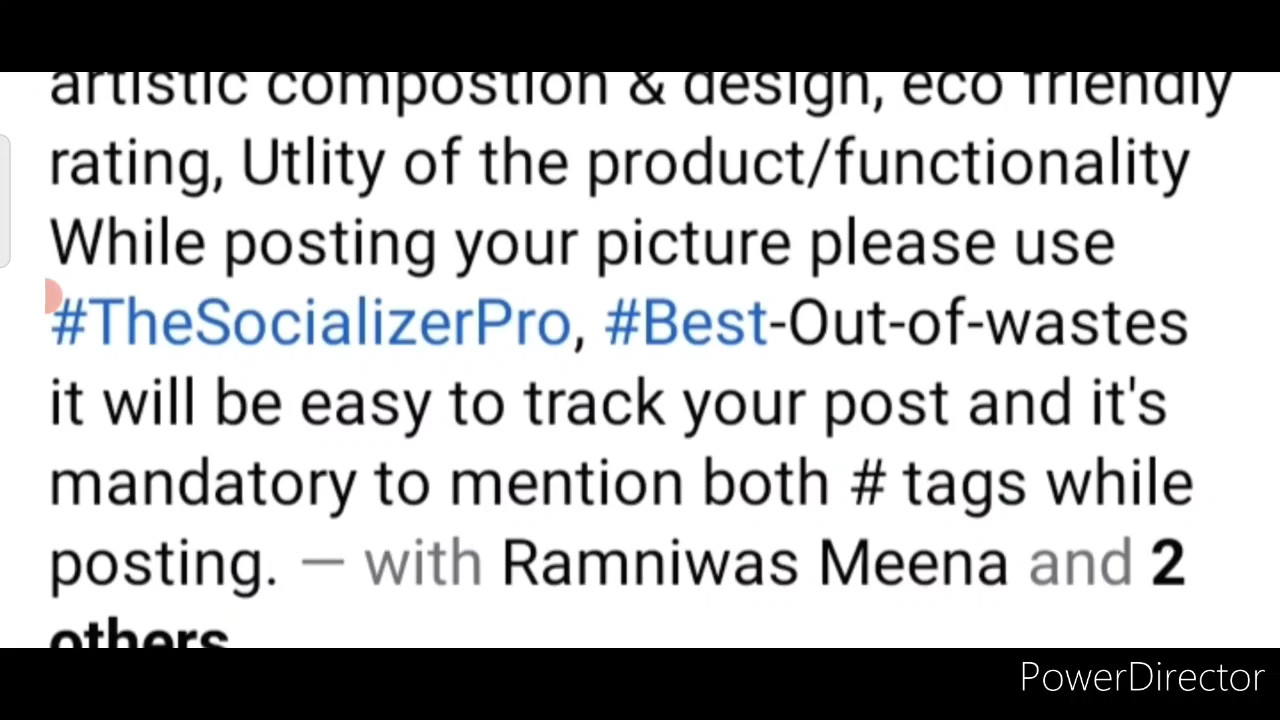 artistic compostion & design, eco friendly
rating, Utlity of the product/functionality
While posting your picture please use
#TheSocializerPro, #Best-Out-of-wastes
it will be easy to track your post and it's
mandatory to mention both # tags while
posting. — with Ramniwas Meena and 2
others
PowerDirector